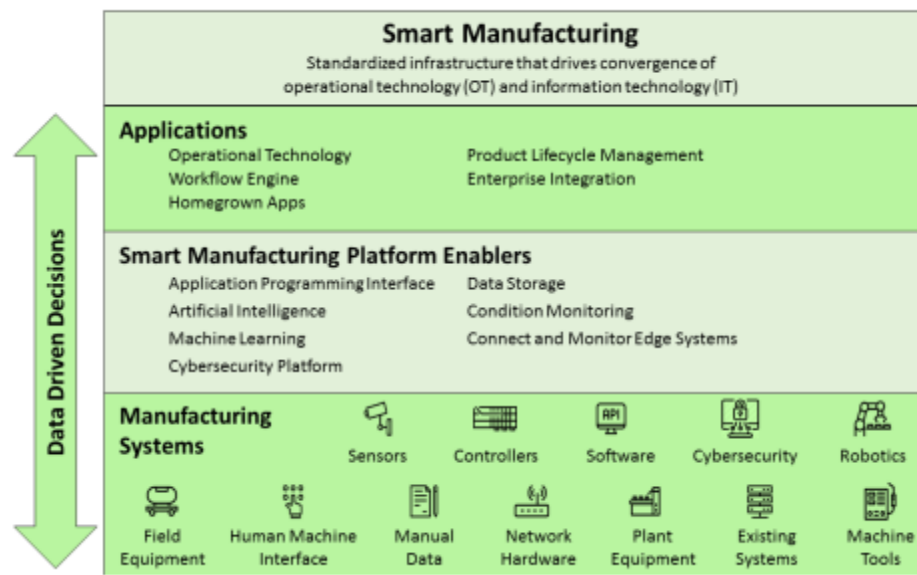 Smart Manufacturing
Standardized infrastructure that drives convergence of
operational technology (OT) and information technology (IT)
Data Driven Decisions
Applications
Operational Technology
Product Lifecycle Management
Workflow Engine
Enterprise Integration
Homegrown Apps
Smart Manufacturing Platform Enablers
Application Programming Interface
Data Storage
Artificial Intelligence
Condition Monitoring
Machine Learning
Connect and Monitor Edge Systems
Cybersecurity Platform
Manufacturing
Systems
API
Sensors
Controllers
Software
Cybersecurity
Robotics
Field
Equipment
Human Machine
Interface
Manual
Data
Network
Hardware
Plant
Equipment
Existing
Systems
Machine
Tools